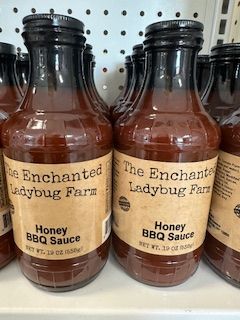 The Enchanted
Ladybug Farm
Honey
BBQ Sauce
NET WT. 19 OZ (538g)
The Enchanted
Ladybug Farm
Honey
BBQ Sauce
NET WT. 19 OZ (538g)